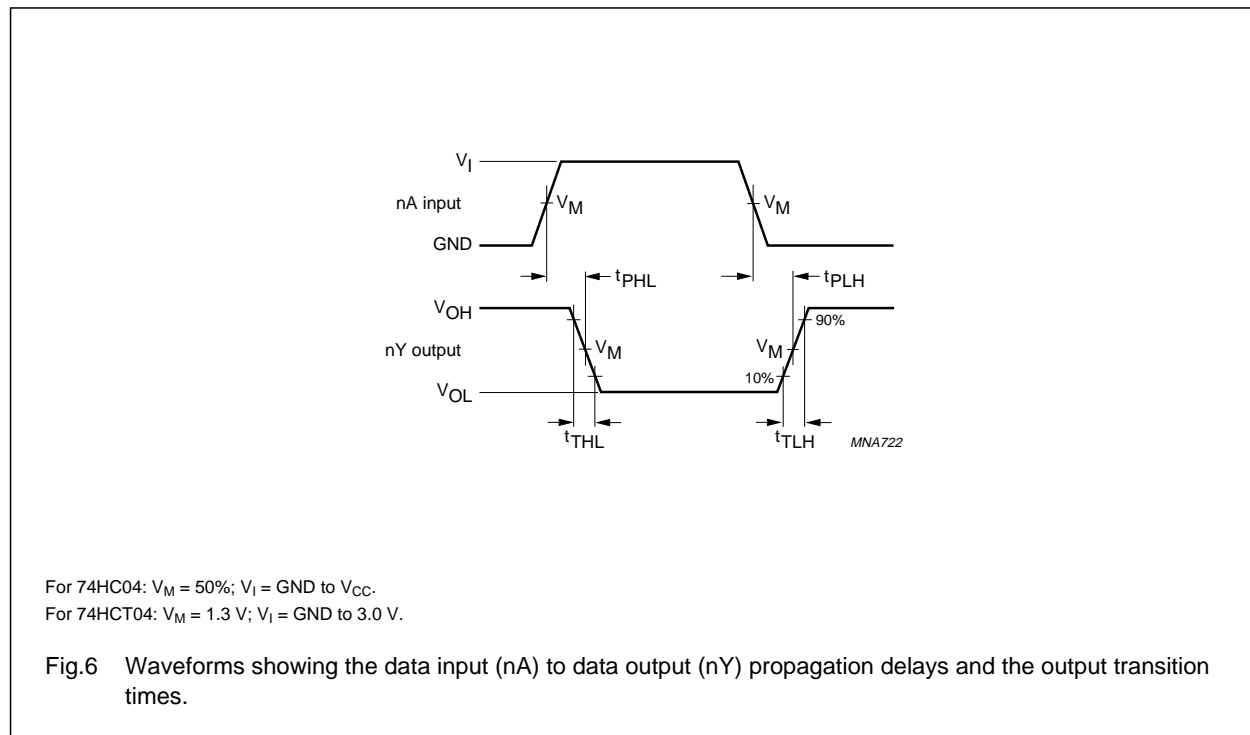 VI
nA input
VM
VM
GND
tPHL
tPLH
VOH
90%
nY output
VM
VM
10%
VOL
tTHL
tTLH
MNA722
For 74HC04: VM = 50%; VI = GND to VCC.
For 74HCT04: VM = 1.3 V; VI = GND to 3.0 V.
Fig.6 Waveforms showing the data input (nA) to data output (nY) propagation delays and the output transition
times.